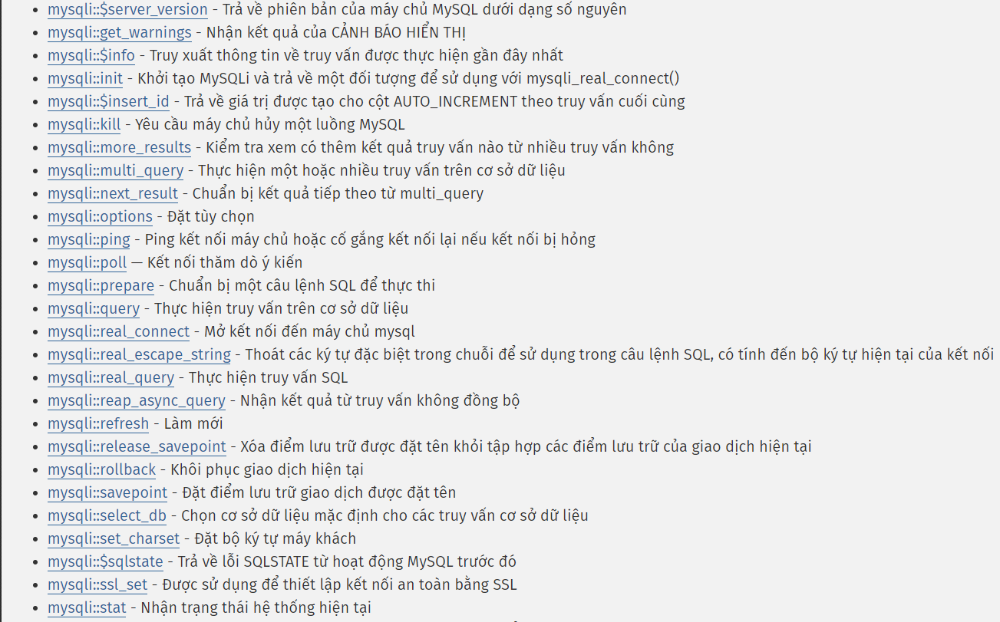 mysqli::$server_version - Trả về phiên bản của máy chủ MySQL dưới dạng số nguyên
mysqli::get_warnings - Nhận kết quả của CẢNH BÁO HIỂN THỊ
mysqli::$info - Truy xuất thông tin về truy vấn được thực hiện gần đây nhất
mysqli::init - Khởi tạo MySQLi và trả về một đối tượng để sử dụng với mysqli_real_connect()
mysqli::$insert_id - Trả về giá trị được tạo cho cột AUTO_INCREMENT theo truy vấn cuối cùng
mysqli::kill - Yêu cầu máy chủ hủy một luồng MySQL
mysqli::more_results - Kiểm tra xem có thêm kết quả truy vấn nào từ nhiều truy vấn không
mysqli::multi_query - Thực hiện một hoặc nhiều truy vấn trên cơ sở dữ liệu
mysqli::next_result - Chuẩn bị kết quả tiếp theo từ multi_query
mysqli::options - Đặt tùy chọn
mysqli::ping - Ping kết nối máy chủ hoặc cố gắng kết nối lại nếu kết nối bị hỏng
mysqli::poll — Kết nối thăm dò ý kiến
mysqli::prepare - Chuẩn bị một câu lệnh SQL để thực thi
mysqli::query - Thực hiện truy vấn trên cơ sở dữ liệu
mysqli::real_connect - Mở kết nối đến máy chủ mysql
mysqli::real_escape_string - Thoát các ký tự đặc biệt trong chuỗi để sử dụng trong câu lệnh SQL, có tính đến bộ ký tự hiện tại của kết nối
mysqli::real_query - Thực hiện truy vấn SQL
mysqli::reap_async_query - Nhận kết quả từ truy vấn không đồng bộ
mysqli::refresh - Làm mới
mysqli::release_savepoint - Xóa điểm lưu trữ được đặt tên khỏi tập hợp các điểm lưu trữ của giao dịch hiện tại
mysqli::rollback - Khôi phục giao dịch hiện tại
mysqli::savepoint - Đặt điểm lưu trữ giao dịch được đặt tên
mysqli::select_db - Chọn cơ sở dữ liệu mặc định cho các truy vấn cơ sở dữ liệu
mysqli::set_charset - Đặt bộ ký tự máy khách
mysqli::$sqlstate - Trả về lỗi SQLSTATE từ hoạt động MySQL trước đó
mysqli::ssl_set - Được sử dụng để thiết lập kết nối an toàn bằng SSL
mysqli::stat - Nhận trạng thái hệ thống hiện tại